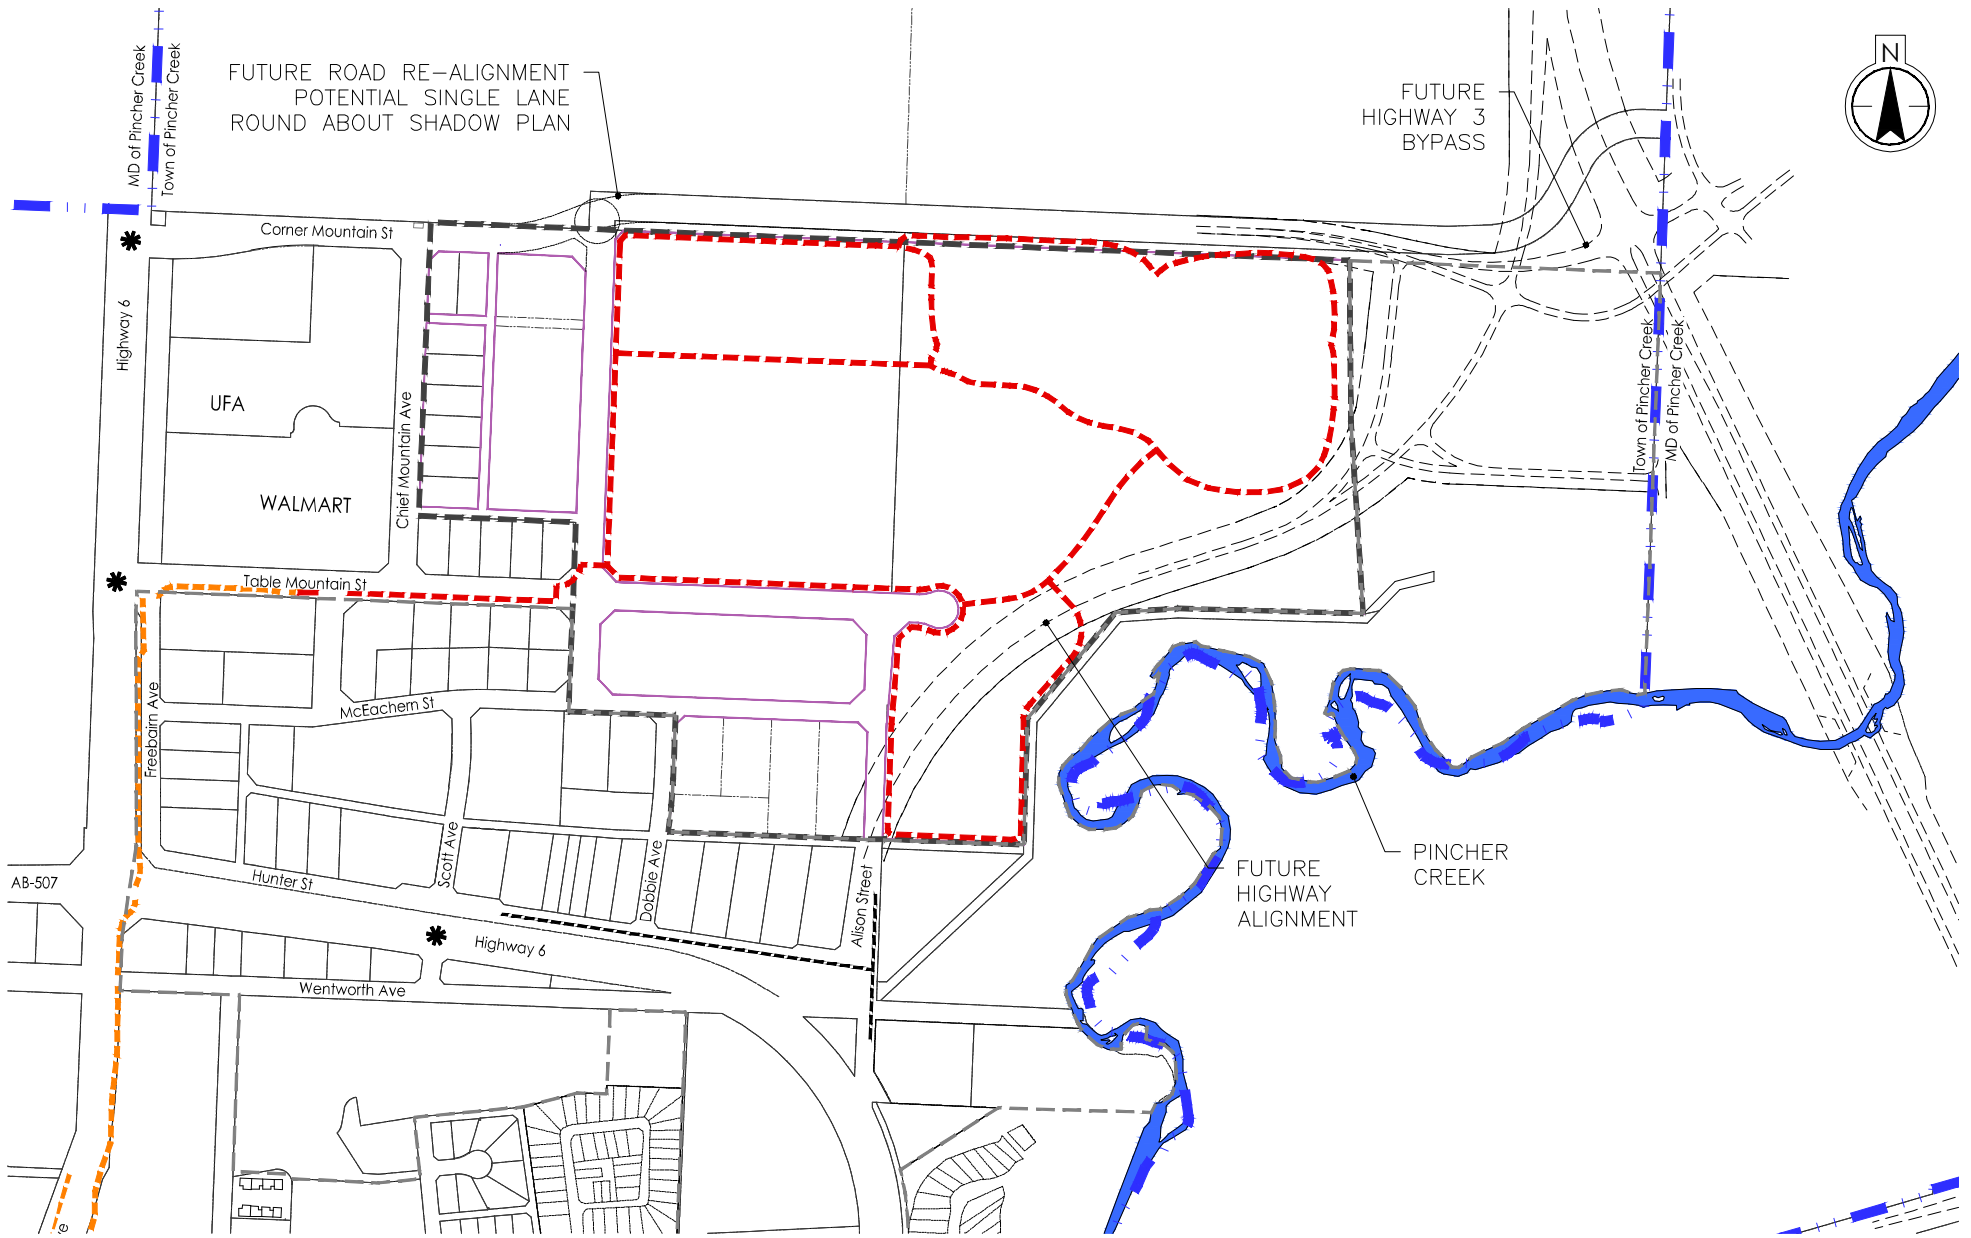 MD of Pincher Creek
Town of Pincher Creek
FUTURE ROAD RE-ALIGNMENT
POTENTIAL SINGLE LANE
ROUND ABOUT SHADOW PLAN
FUTURE
HIGHWAY 3
BYPASS
N
Corner Mountain St
Highway 6
UFA
WALMART
Chief Mountain Ave
Town of Pincher Creek
MD of Pincher Creek
Table Mountain St
Freebairn Ave
McEachern St
Scott Ave
Dobbie Ave
Alison Street
AB-507
Hunter St
Highway 6
Wentworth Ave
FUTURE
HIGHWAY
ALIGNMENT
PINCHER
CREEK